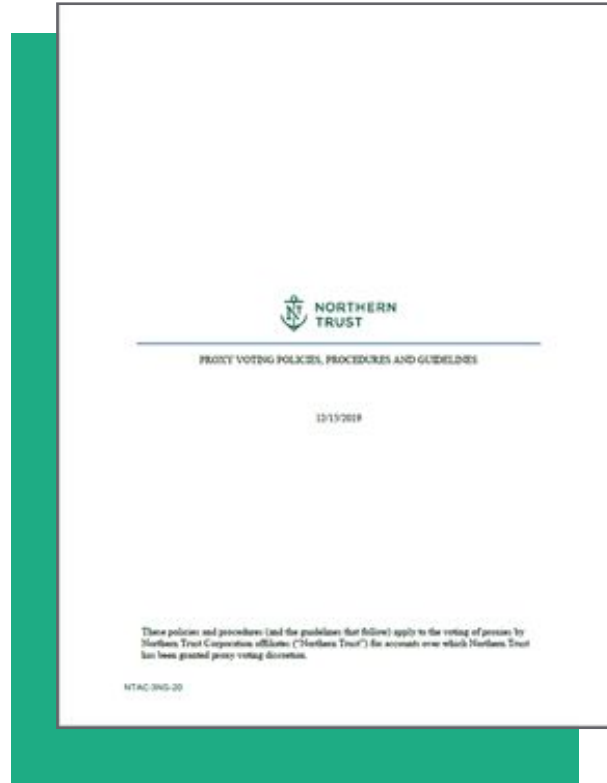 NORTHERN
TRUST
PROXY VOTING POLICIES, PROCEDURES AND GUIDELINES
12/15/2019
These policies and procedures (and the guidelines that follow) apply to the voting of proxies by
Northern Trust Corporation affiliates (“Northern Trust”) for accounts over which Northern Trust
has been granted proxy voting discretion.
NTAC:3NS-20